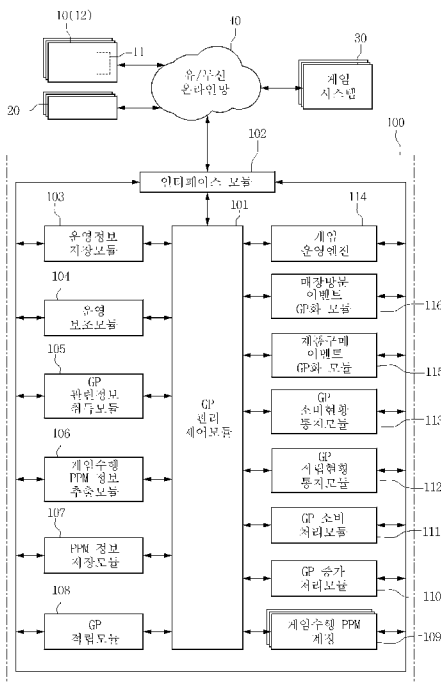 10(12)
11
20
40
유/무선
온라인망
30
게임
시스템
100
102
인터페이스 모듈
103
운영정보
저장모듈
101
114
게임
운영엔진
104
운영
보조모듈
매장방문
이벤트
GP화 모듈
116
105
GP
관련정보
취득모듈
제품구매
이벤트
GP화 모듈
115
GP
관리
제어모듈
GP
소비현황
통지모듈
113
106
게임수행
PPM 정보
추출모듈
GP
적립현황
통지모듈
112
107
PPM 정보
저장모듈
GP 소비
처리모듈
111
GP 증가
처리모듈
110
108
GP
적립모듈
게임수행 PPM
계정
109